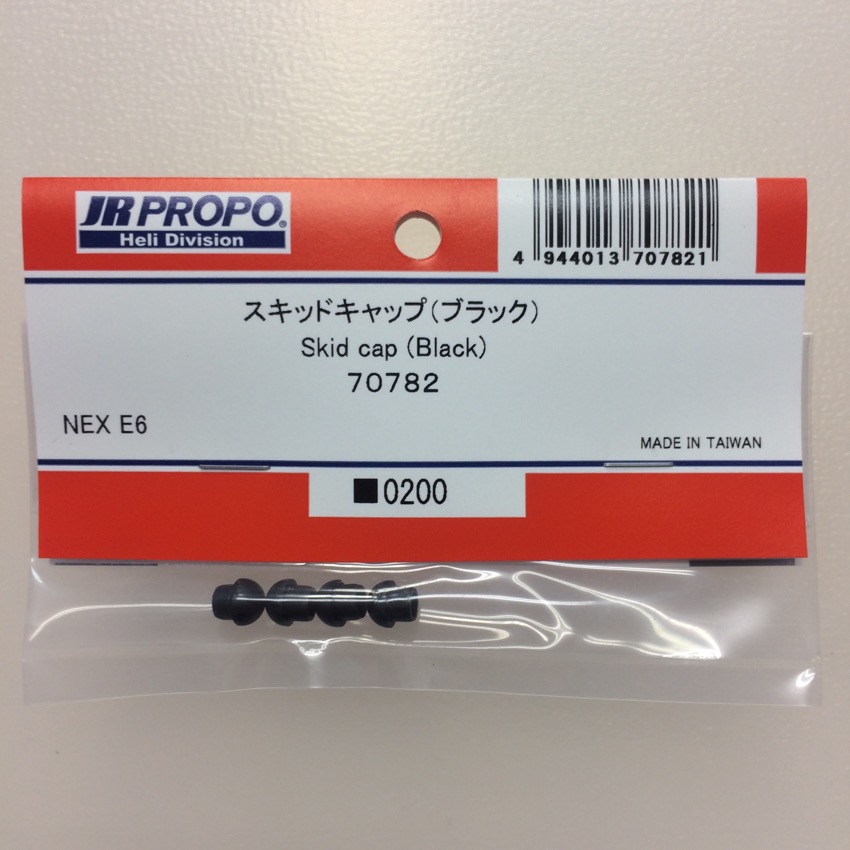 JR PROPO®
Heli Division
4 944013 707821
スキッドキャップ(ブラック)
Skid cap (Black)
70782
NEX E6
MADE IN TAIWAN
■0200